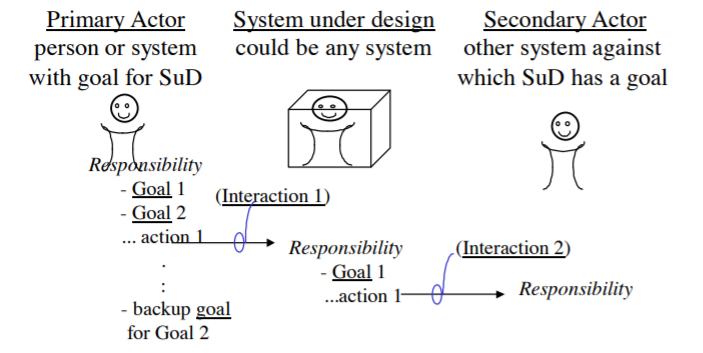 Primary Actor
person or system
with goal for SuD
System under design
could be any system
Secondary Actor
other system against
which SuD has a goal
Responsibility
- Goal 1
- Goal 2
... action 1
.
:
- backup goal
for Goal 2
(Interaction 1)
Responsibility
- Goal 1
...action 1
(Interaction 2)
Responsibility